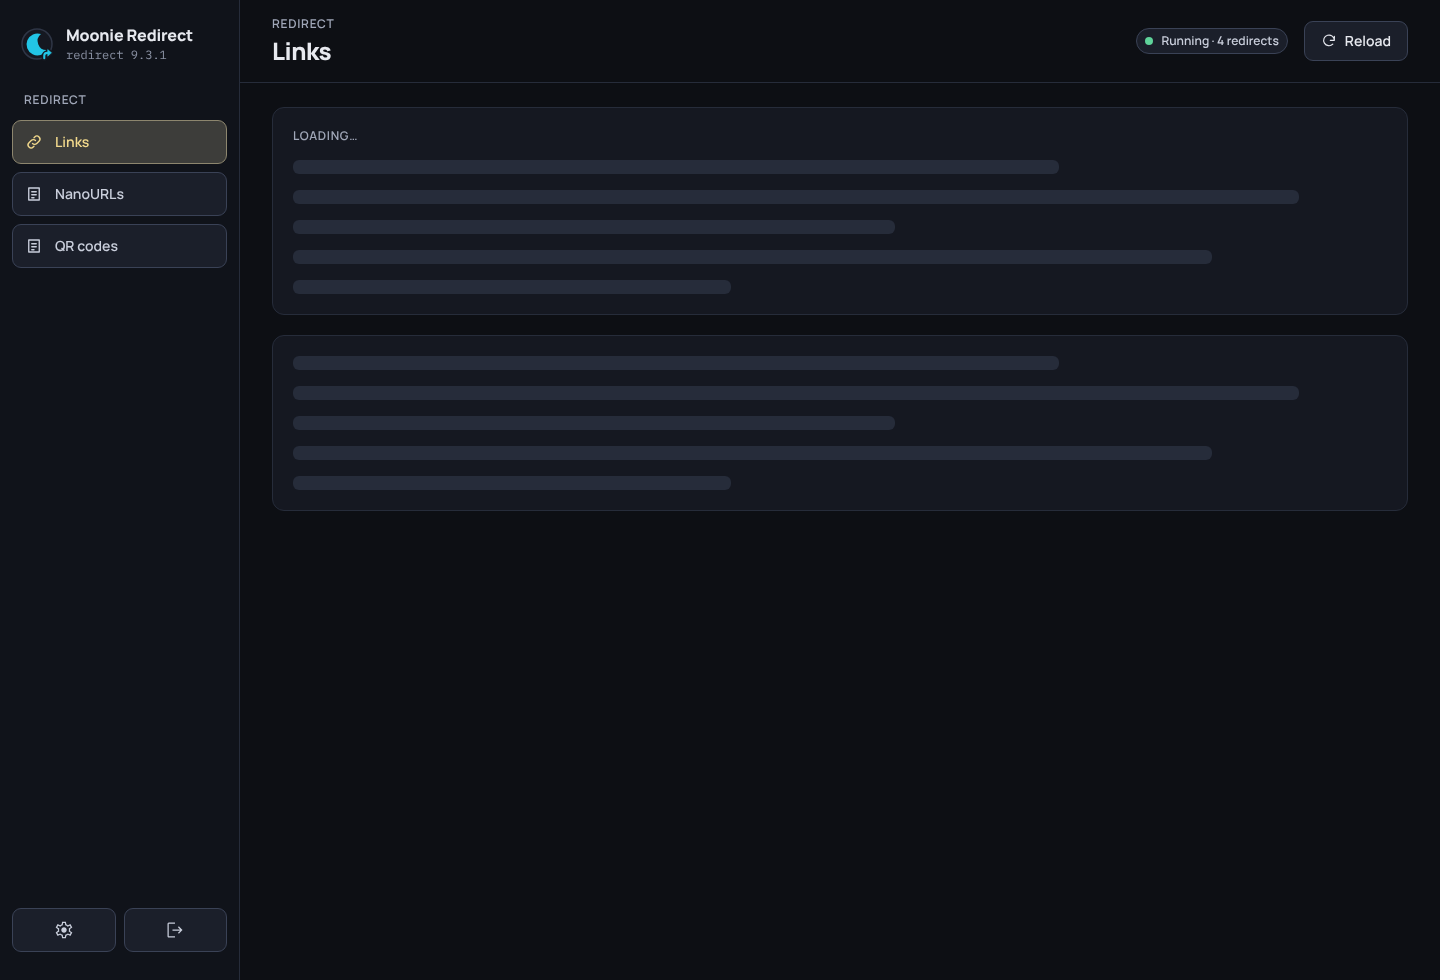 Moonie Redirect
redirect 9.3.1
REDIRECT
Links
NanoURLs
QR codes
REDIRECT
Links
Running · 4 redirects
Reload
LOADING…